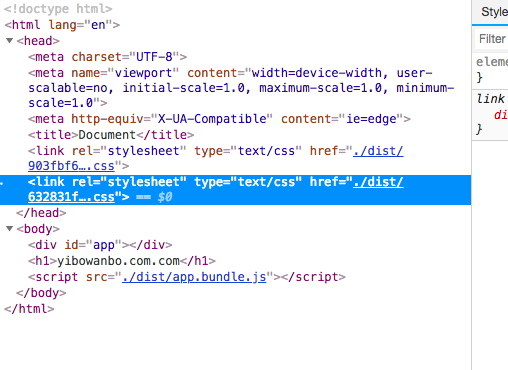 <!doctype html>
<html lang="en">
▼<head>
<meta charset="UTF-8">
<meta name="viewport" content="width=device-width, user-
scalable=no, initial-scale=1.0, maximum-scale=1.0, minimum-
scale=1.0">
<meta http-equiv="X-UA-Compatible" content="ie=edge">
<title>Document</title>
<link rel="stylesheet" type="text/css" href="./dist/
903fbf6….css">
<link rel="stylesheet" type="text/css" href="./dist/
632831f….css"> == $0
</head>
▼<body>
<div id="app"></div>
<h1>yibowanbo.com.com</h1>
<script src="./dist/app.bundle.js"></script>
</body>
</html>
Style
Filter
eleme
}
link
di
}